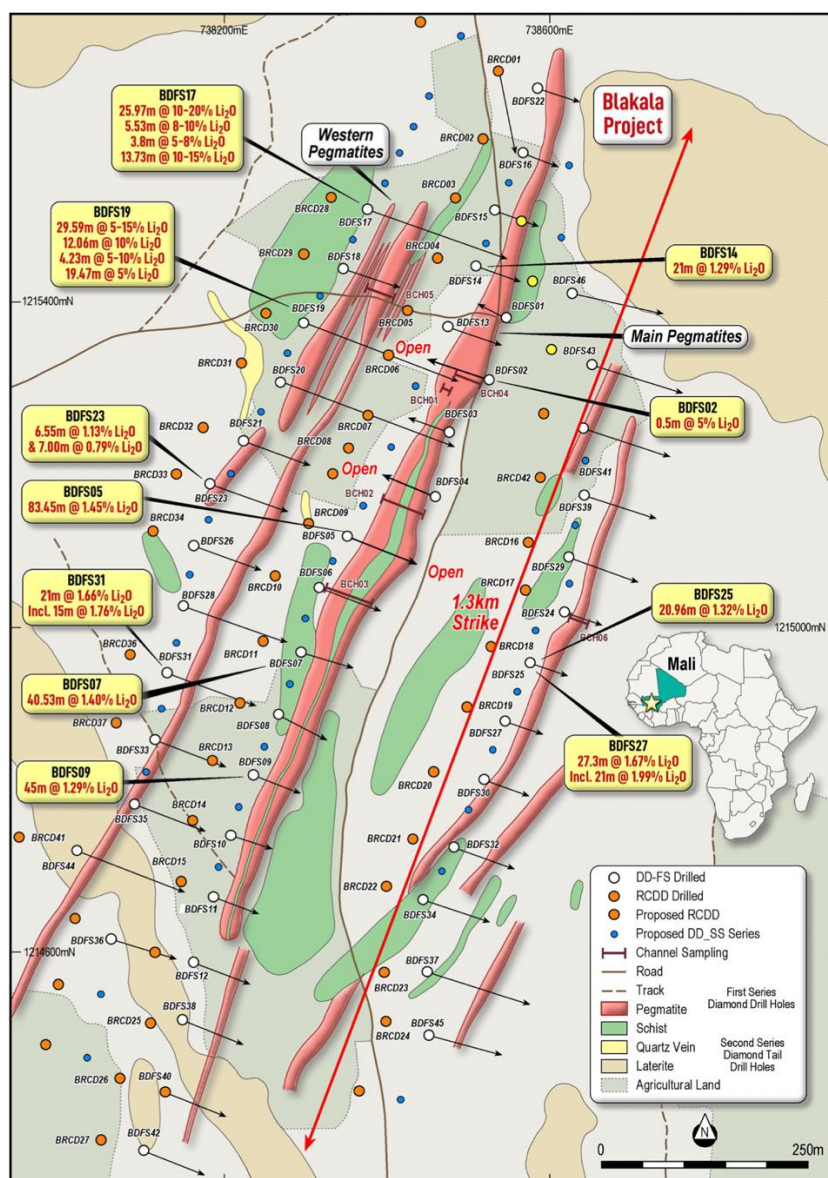 738200mE
738600mE
BRCD01
BDFS22
Blakala
Project
BDFS17
25.97m @ 10-20% Li₂O
5.53m @ 8-10% Li₂O
3.8m @ 5-8% Li₂O
13.73m @ 10-15% Li₂O
Western
Pegmatites
BRCD02
BDFS16
BRCD03
BRCD28
BDFS17
BDFS15
BDFS19
29.59m @ 5-15% Li₂O
12.06m @ 10% Li₂O
4.23m @ 5-10% Li₂O
19.47m @ 5% Li₂O
BRCD29
BDFS18
BRCD04
BDFS14
BDFS14
21m @ 1.29% Li₂O
BDFS46
1215400mN
BCH05
BDFS19
BRCD30
BRCD05
BDFS01
BDFS13
Main Pegmatites
Open
BRCD31
BRCD06
BDFS43
BDFS20
BCH01
BCH04
BDFS02
BDFS02
0.5m @ 5% Li₂O
BDFS23
6.55m @ 1.13% Li₂O
& 7.00m @ 0.79% Li₂O
BRCD32
BDFS21
BRCD08
BRCD07
BDFS03
BRCD33
Open
BDFS41
BRCD42
BDFS23
BCH02
BDFS04
BDFS39
BDFS05
83.45m @ 1.45% Li₂O
BRCD34
BRCD09
BDFS05
BDFS26
BRCD16
BDFS29
BDFS06
BCH03
Open
BRCD10
BRCD17
BDFS31
21m @ 1.66% Li₂O
Incl. 15m @ 1.76% Li₂O
BDFS28
1.3km
Strike
BDFS24
BCH06
BDFS25
20.96m @ 1.32% Li₂O
1215000mN
BRCD36
BRCD11
BRCD18
BDFS31
BDFS07
BDFS25
Mali
BDFS07
40.53m @ 1.40% Li₂O
BRCD37
BRCD12
BDFS08
BRCD19
BDFS27
BDFS27
27.3m @ 1.67% Li₂O
Incl. 21m @ 1.99% Li₂O
BDFS33
BRCD13
BDFS09
45m @ 1.29% Li₂O
BDFS09
BRCD20
BDFS30
BDFS35
BRCD14
BRCD41
BDFS10
BRCD21
BDFS32
BDFS44
BRCD15
BRCD22
BDFS11
BDFS34
BDFS36
1214600mN
BDFS12
BDFS37
BRCD23
BDFS38
BRCD25
BRCD24
BDFS45
BRCD26
BDFS40
BRCD27
BDFS42
DD-FS Drilled
RCDD Drilled
Proposed RCDD
Proposed DD_SS Series
Channel Sampling
Road
Track
Pegmatite
Schist
Quartz Vein
Laterite
Agricultural Land
First Series
Diamond Drill Holes
Second Series
Diamond Tail
Drill Holes
N
0
250m